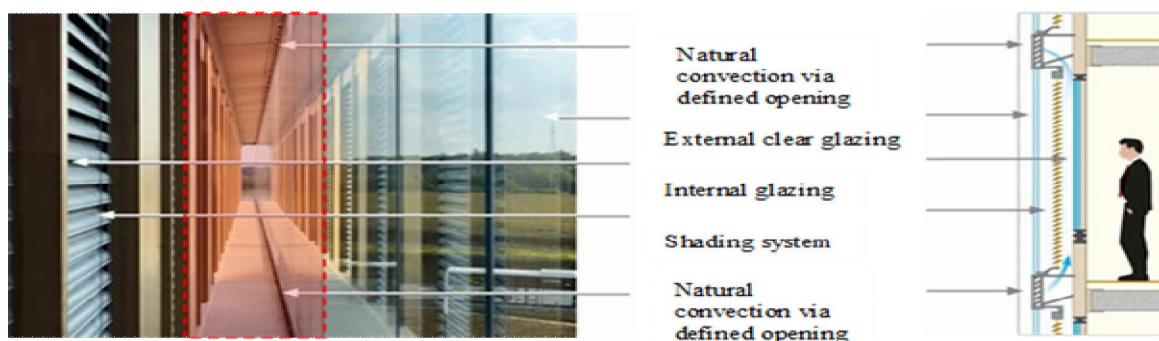 Natural
convection via
defined opening
External clear glazing
Internal glazing
Shading system
Natural
convection via
defined opening